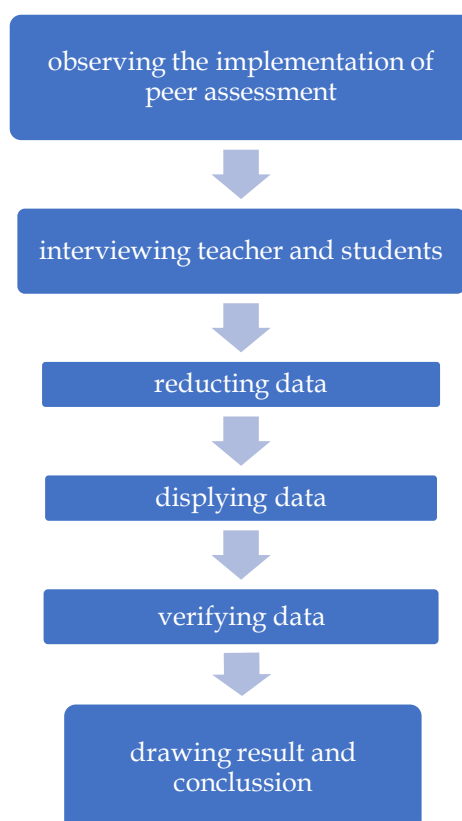 observing the implementation of
peer assessment
interviewing teacher and students
reducting data
displying data
verifying data
drawing result and
conclussion